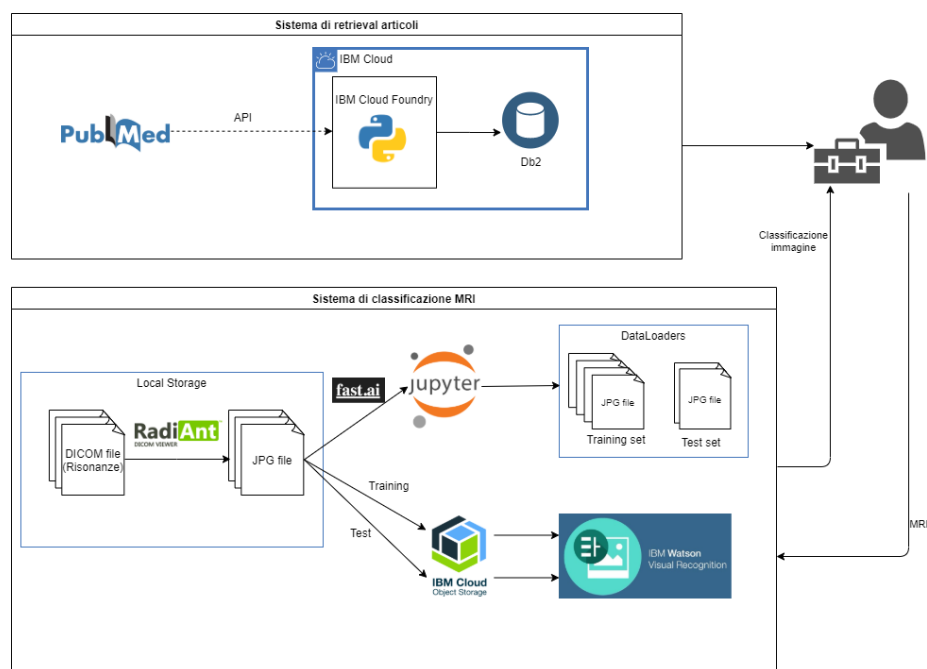 Sistema di retrieval articoli
IBM Cloud
IBM Cloud Foundry
PubMed
API
Db2
Classificazione
immagine
Sistema di classificazione MRI
DataLoaders
Local Storage
fast.ai
jupyter
JPG file
JPG file
Training set
Test set
RadiAnt
DICOM VIEWER
DICOM file
(Risonanze)
JPG file
Training
Test
MRI
IBM Cloud
Object Storage
IBM Watson
Visual Recognition